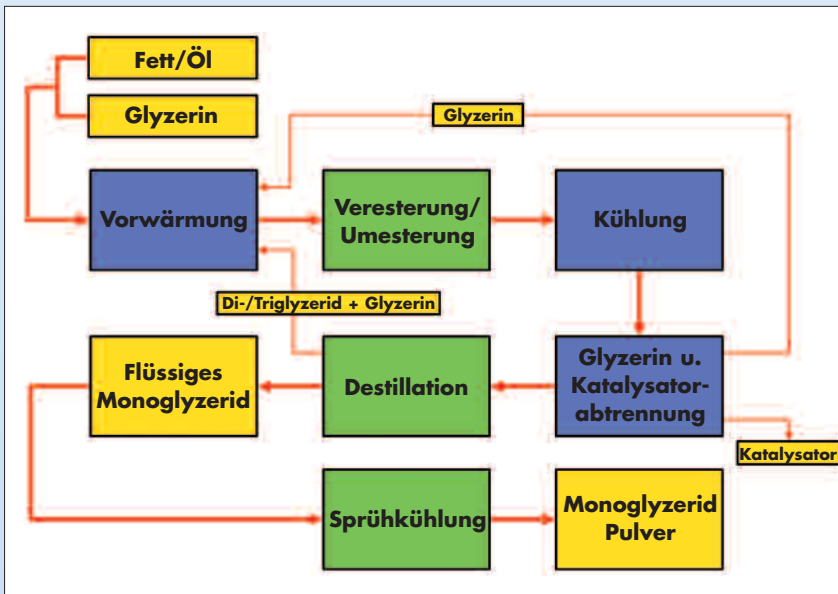 Fett/Öl
Glyzerin
Glyzerin
Vorwärmung
Veresterung/
Umesterung
Kühlung
Di-/Triglyzerid + Glyzerin
Flüssiges
Monoglyzerid
Destillation
Glyzerin u.
Katalysator-
abtrennung
Katalysator
Sprühkühlung
Monoglyzerid
Pulver